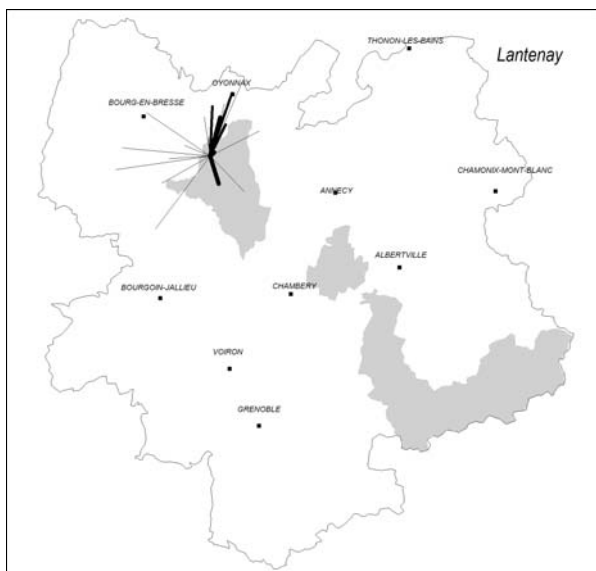 THONON-LES-BAINS
Lantenay
OYONNAX
BOURG-EN-BRESSE
CHAMONIX-MONT-BLANC
ANNECY
ALBERTVILLE
BOURGOIN-JALLIEU
CHAMBERY
VOIRON
GRENOBLE